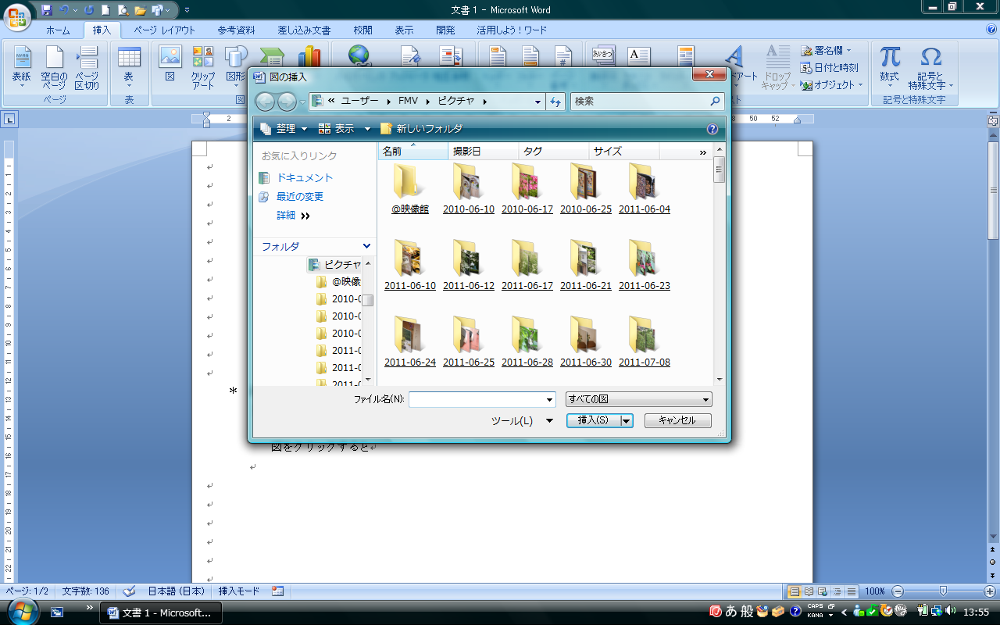 文書 1 - Microsoft Word
ホーム 挿入 ページ レイアウト 参考資料 差し込み文書 校閲 表示 開発 活用しよう！ワード
表紙
空白のページ
ページ区切り
ページ
表
表
図
クリップアート
図形
図
あかさつ
A
#
ドロップキャップ
署名欄
日付と時刻
オブジェクト
数式
記号と特殊文字
記号と特殊文字
図の挿入
« ユーザー ▸ FMV ▸ ピクチャ ▸
検索
整理 表示 新しいフォルダ
お気に入りリンク
ドキュメント
最近の変更
詳細 »
フォルダ
ピクチャ
@映像
2010-0
2010-0
2010-0
2011-0
2011-0
2011-0
名前 撮影日 タグ サイズ »
@映像館 2010-06-10 2010-06-17 2010-06-25 2011-06-04
2011-06-10 2011-06-12 2011-06-17 2011-06-21 2011-06-23
2011-06-24 2011-06-25 2011-06-28 2011-06-30 2011-07-08
ファイル名(N): すべての図
ツール(L) 挿入(S) キャンセル
2 50 52
*
図をクリックすると
ページ: 1/2 文字数: 136 日本語 (日本) 挿入モード 100%
文書 1 - Microsoft...
あ 般 CAPS KANA 13:55